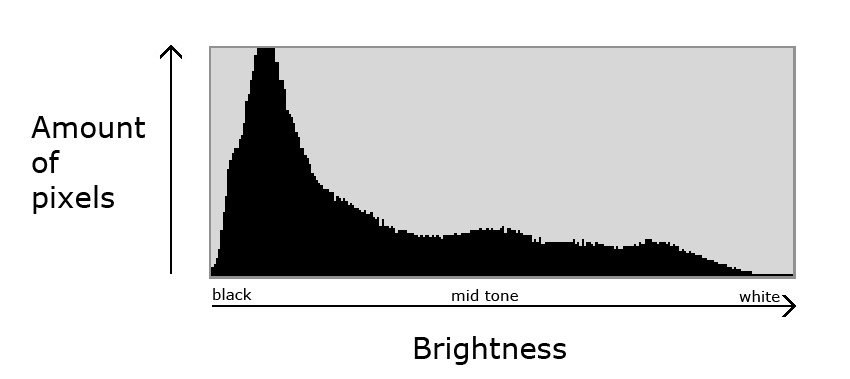 Amount
of
pixels
black
mid tone
white
Brightness